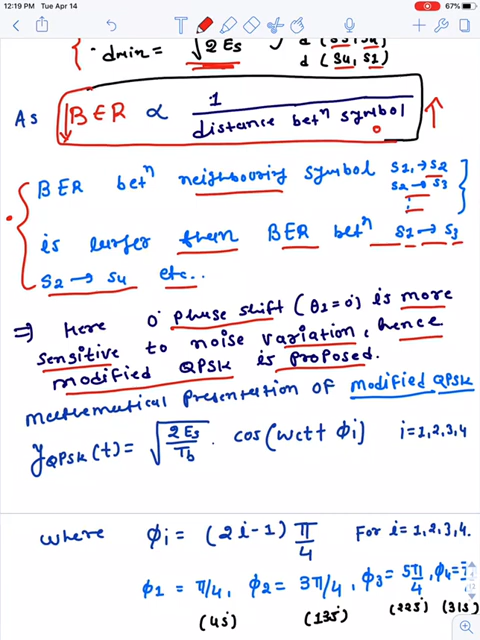 12:19 PM Tue Apr 14
67%
dmin = √2Es
d (S4, S1)
As BER ∝ 1 / distance betⁿ symbol
BER betⁿ neighbouring symbol S1, → S2
S2 → S3
⋮
is larger than BER betⁿ S1 → S3
S2 → S4 etc..
⇒ Here 0° phase shift (θ1=0°) is more
sensitive to noise variation, hence
modified QPSK is proposed.
mathematical presentation of modified QPSK
yQPSK(t) = √(2Es/Tb) . cos(wct + φi) i=1,2,3,4
where φi = (2i-1) π/4 For i=1,2,3,4.
φ1 = π/4, φ2 = 3π/4, φ3 = 5π/4, φ4 =
(45) (135) (225) (315)